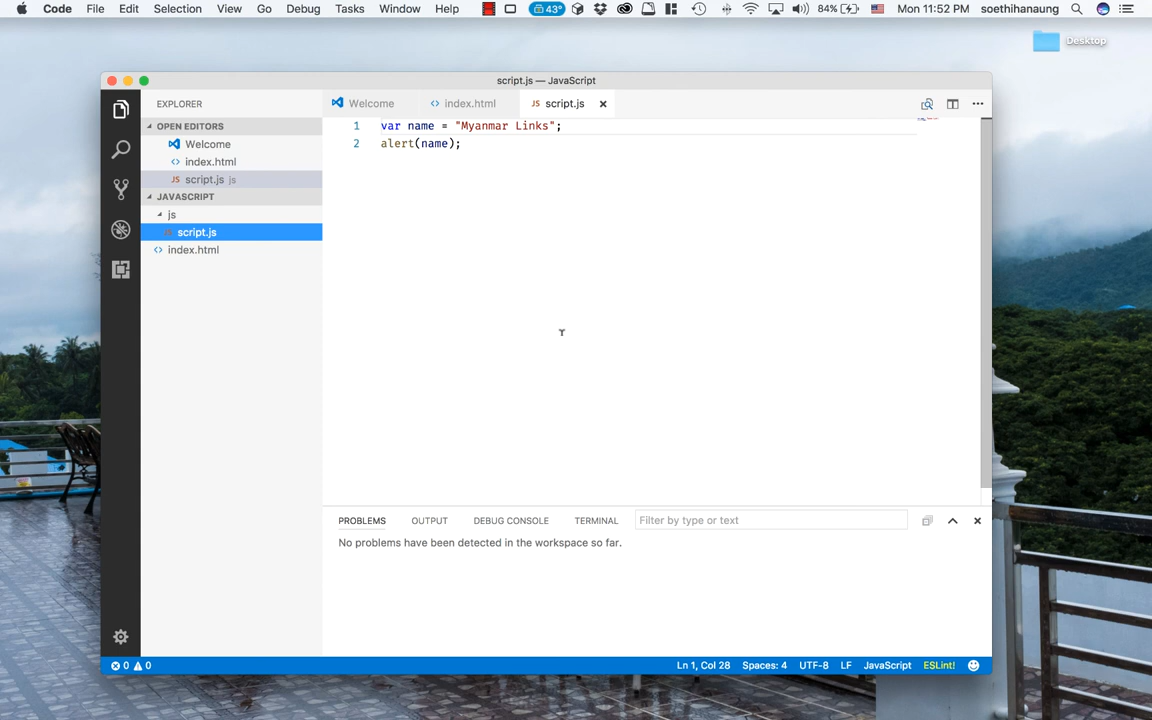 Code File Edit Selection View Go Debug Tasks Window Help 43° 84% Mon 11:52 PM soethihanaung
Desktop
script.js — JavaScript
EXPLORER
Welcome index.html script.js
OPEN EDITORS
Welcome
index.html
script.js js
JAVASCRIPT
js
script.js
index.html
1 var name = "Myanmar Links";
2 alert(name);
PROBLEMS OUTPUT DEBUG CONSOLE TERMINAL Filter by type or text
No problems have been detected in the workspace so far.
0 0 Ln 1, Col 28 Spaces: 4 UTF-8 LF JavaScript ESLint!